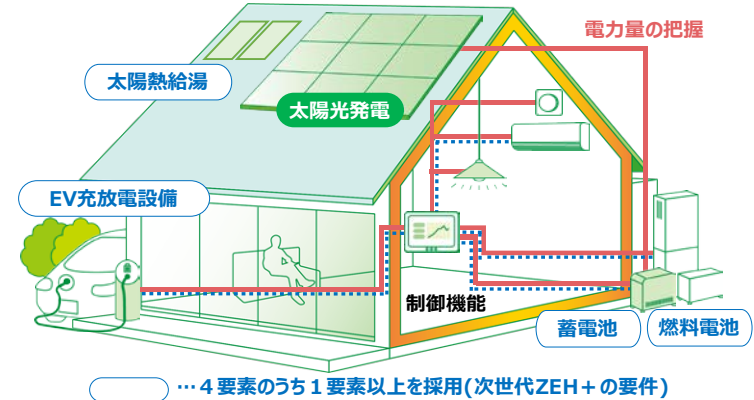 電力量の把握
太陽熱給湯
太陽光発電
EV充放電設備
制御機能
蓄電池
燃料電池
…４要素のうち１要素以上を採用(次世代ZEH＋の要件)